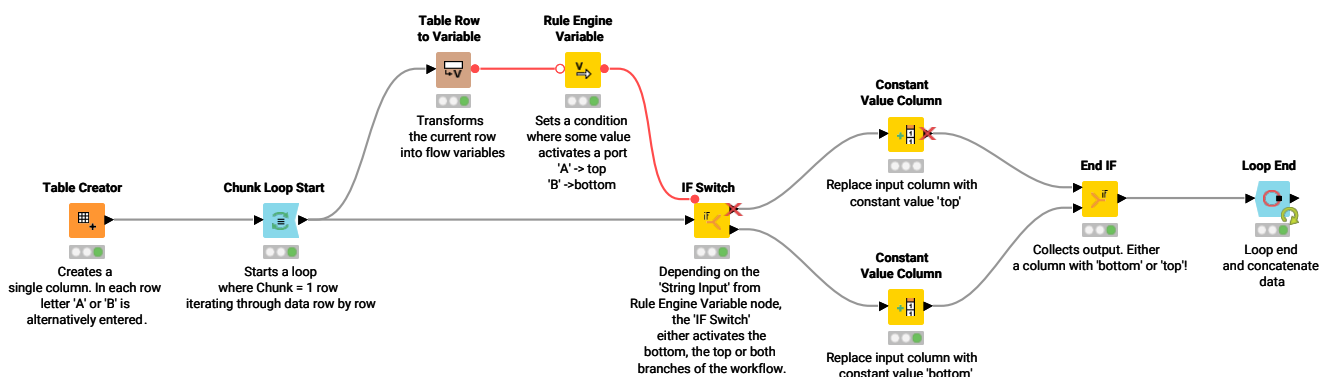 Table Row
to Variable
Transforms
the current row
into flow variables
Rule Engine
Variable
V
Sets a condition
where some value
activates a port
'A' -> top
'B' ->bottom
Table Creator
Creates a
single column. In each row
letter 'A' or 'B' is
alternatively entered.
Chunk Loop Start
Starts a loop
where Chunk = 1 row
iterating through data row by row
IF Switch
IF
Depending on the
'String Input' from
Rule Engine Variable node,
the 'IF Switch'
either activates the
bottom, the top or both
branches of the workflow.
Constant
Value Column
Replace input column with
constant value 'top'
Constant
Value Column
Replace input column with
constant value 'bottom'
End IF
IF
Collects output. Either
a column with 'bottom' or 'top'!
Loop End
Loop end
and concatenate
data